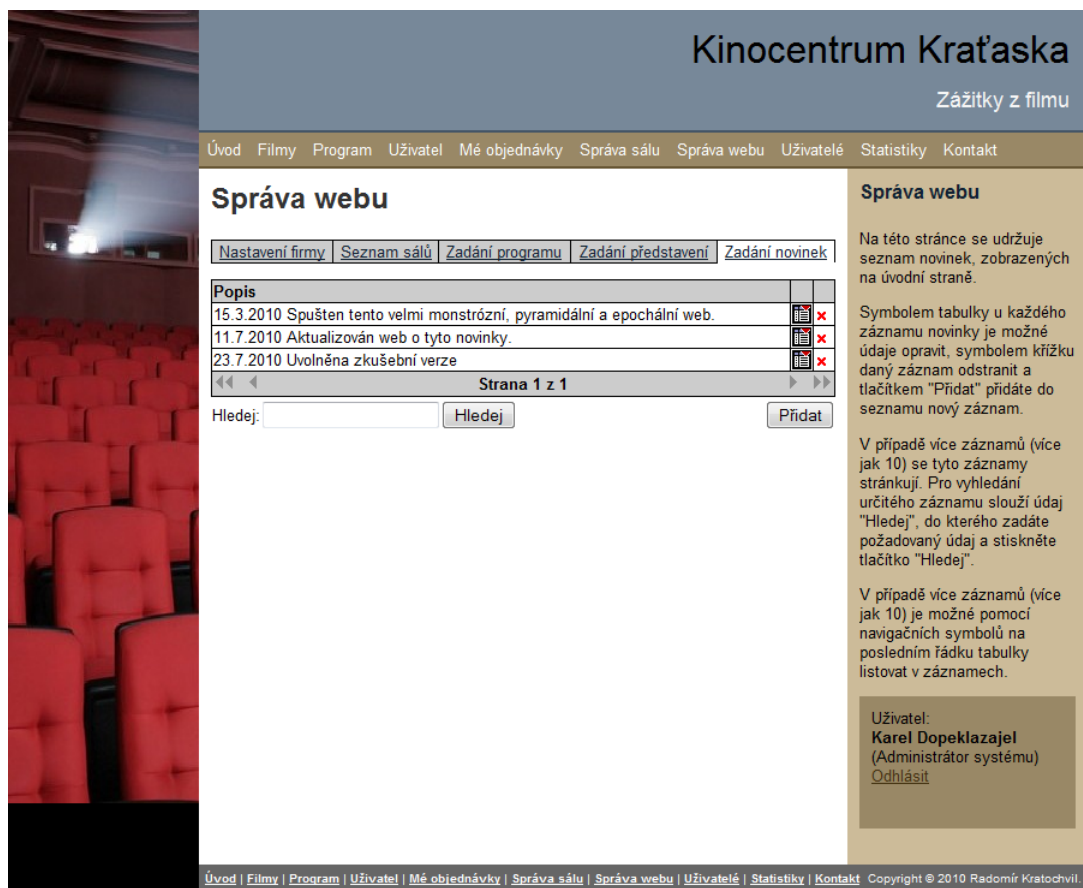 Kinocentrum Kraťaska
Zážitky z filmu
Úvod Filmy Program Uživatel Mé objednávky Správa sálu Správa webu Uživatelé Statistiky Kontakt
Správa webu
Nastavení firmy Seznam sálů Zadání programu Zadání představení Zadání novinek
Popis
15.3.2010 Spušten tento velmi monstrózní, pyramidální a epochální web.
11.7.2010 Aktualizován web o tyto novinky.
23.7.2010 Uvolněna zkušební verze
Strana 1 z 1
Hledej: Hledej Přidat
Správa webu
Na této stránce se udržuje
seznam novinek, zobrazených
na úvodní straně.
Symbolem tabulky u každého
záznamu novinky je možné
údaje opravit, symbolem křížku
daný záznam odstranit a
tlačítkem "Přidat" přidáte do
seznamu nový záznam.
V případě více záznamů (více
jak 10) se tyto záznamy
stránkují. Pro vyhledání
určitého záznamu slouží údaj
"Hledej", do kterého zadáte
požadovaný údaj a stiskněte
tlačítko "Hledej".
V případě více záznamů (více
jak 10) je možné pomocí
navigačních symbolů na
posledním řádku tabulky
listovat v záznamech.
Uživatel:
Karel Dopeklazajel
(Administrátor systému)
Odhlásit
Úvod | Filmy | Program | Uživatel | Mé objednávky | Správa sálu | Správa webu | Uživatelé | Statistiky | Kontakt Copyright © 2010 Radomír Kratochvil